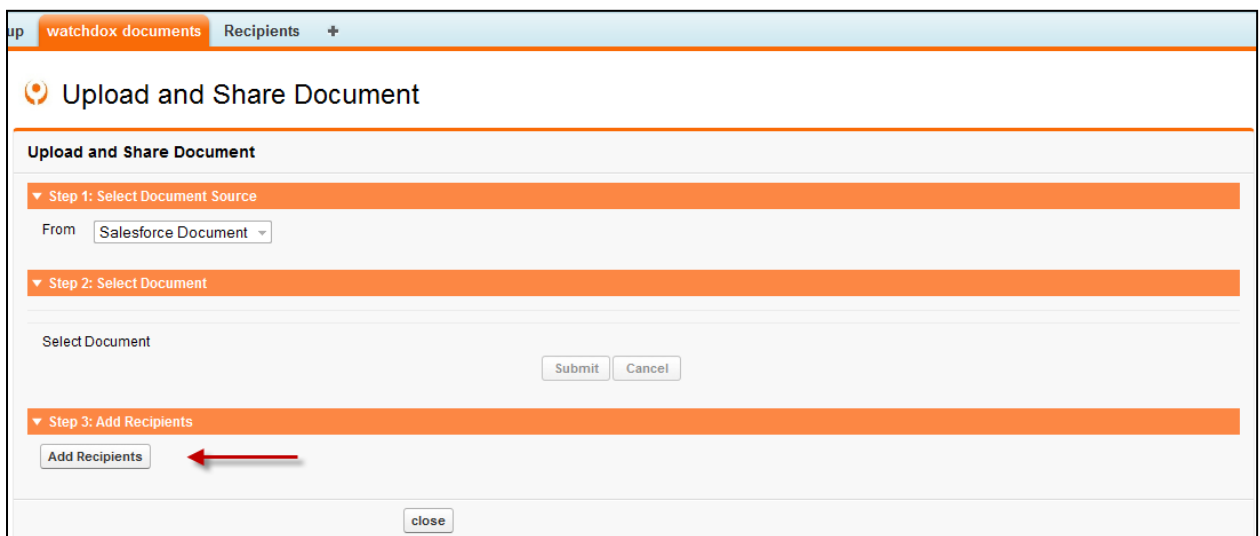 up watchdox documents Recipients +
Upload and Share Document
Upload and Share Document
Step 1: Select Document Source
From Salesforce Document
Step 2: Select Document
Select Document
Submit Cancel
Step 3: Add Recipients
Add Recipients
close